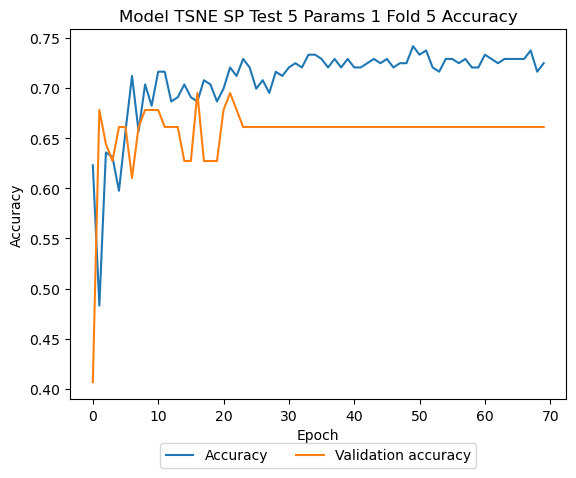 Model TSNE SP Test 5 Params 1 Fold 5 Accuracy
0.75
0.70
0.65
0.60
0.55
0.50
0.45
0.40
Accuracy
0 10 20 30 40 50 60 70
Epoch
Accuracy Validation accuracy